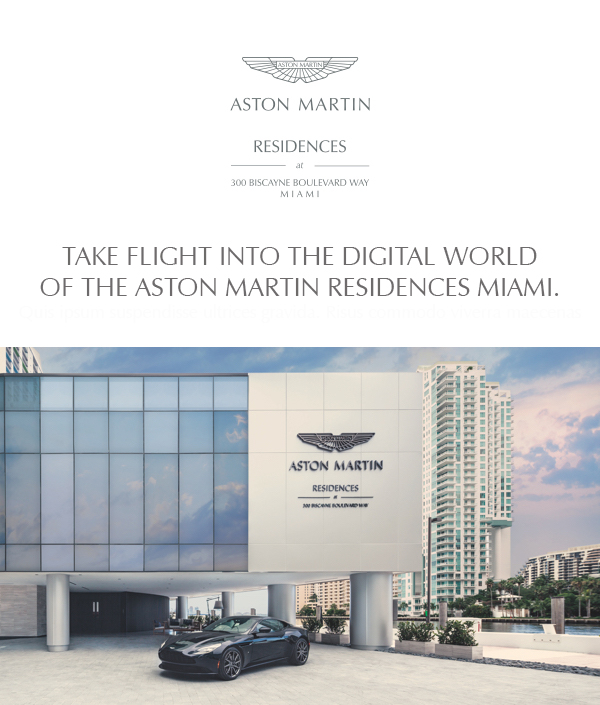 ASTON MARTIN
ASTON MARTIN
RESIDENCES
at
300 BISCAYNE BOULEVARD WAY
MIAMI
TAKE FLIGHT INTO THE DIGITAL WORLD
OF THE ASTON MARTIN RESIDENCES MIAMI.
ASTON MARTIN
RESIDENCES
at
300 BISCAYNE BOULEVARD WAY